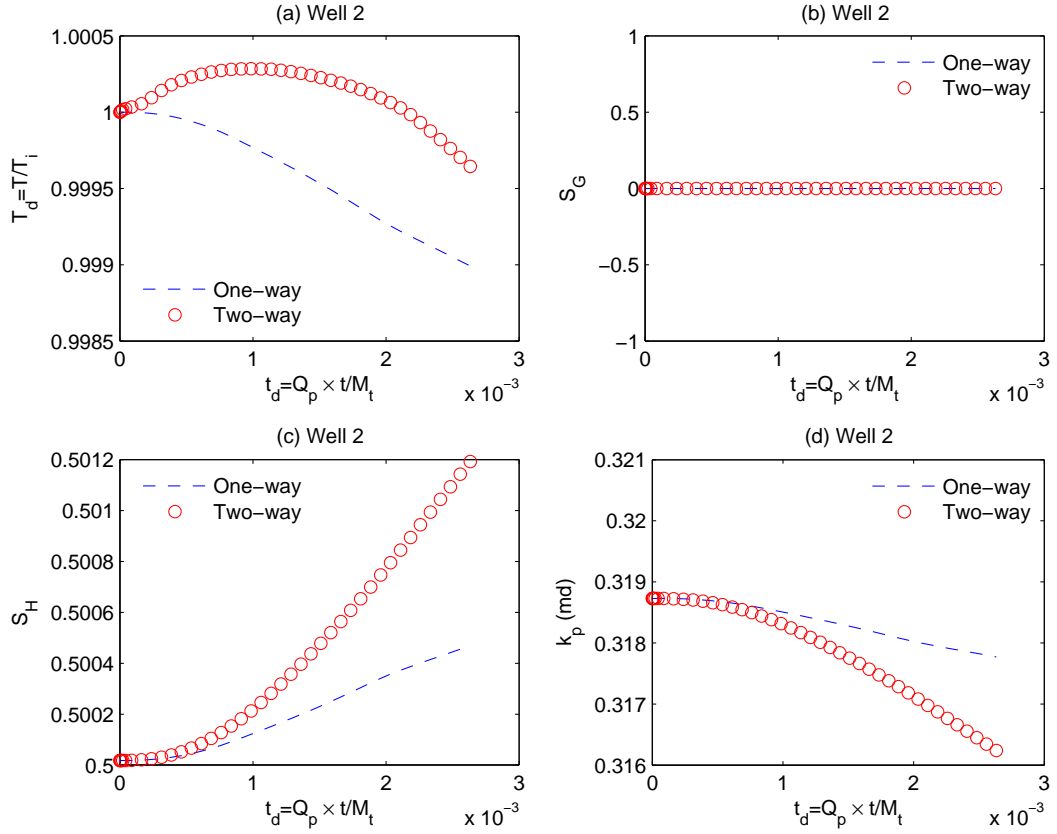 (a) Well 2
1.0005
1
0.9995
0.999
0.9985
T_d=T/T_i
One−way
Two−way
0
1
2
3
x 10^−3
t_d=Q_p × t/M_t
(b) Well 2
1
0.5
0
−0.5
−1
S_G
One−way
Two−way
0
1
2
3
x 10^−3
t_d=Q_p × t/M_t
(c) Well 2
0.5012
0.501
0.5008
0.5006
0.5004
0.5002
0.5
S_H
One−way
Two−way
0
1
2
3
x 10^−3
t_d=Q_p × t/M_t
(d) Well 2
0.321
0.32
0.319
0.318
0.317
0.316
k_p (md)
One−way
Two−way
0
1
2
3
x 10^−3
t_d=Q_p × t/M_t